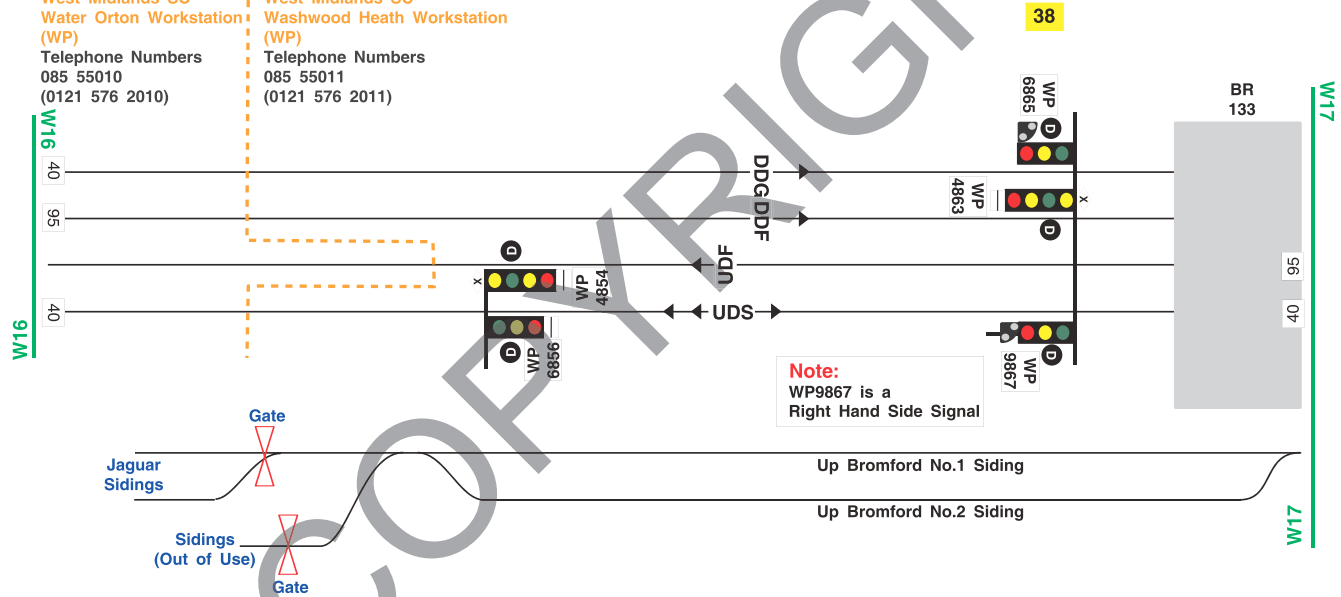 West Midlands CC
Water Orton Workstation
(WP)
Telephone Numbers
085 55010
(0121 576 2010)
West Midlands CC
Washwood Heath Workstation
(WP)
Telephone Numbers
085 55011
(0121 576 2011)
38
W16
W17
BR
133
WP
6865
D
40
DDG
WP
4863
X
95
DDF
D
D
UDF
95
X
WP
4854
40
UDS
40
D
WP
6856
WP
9867
D
W16
Note:
WP9867 is a
Right Hand Side Signal
Gate
Jaguar
Sidings
Up Bromford No.1 Siding
Up Bromford No.2 Siding
W17
Sidings
(Out of Use)
Gate
COPYRIG